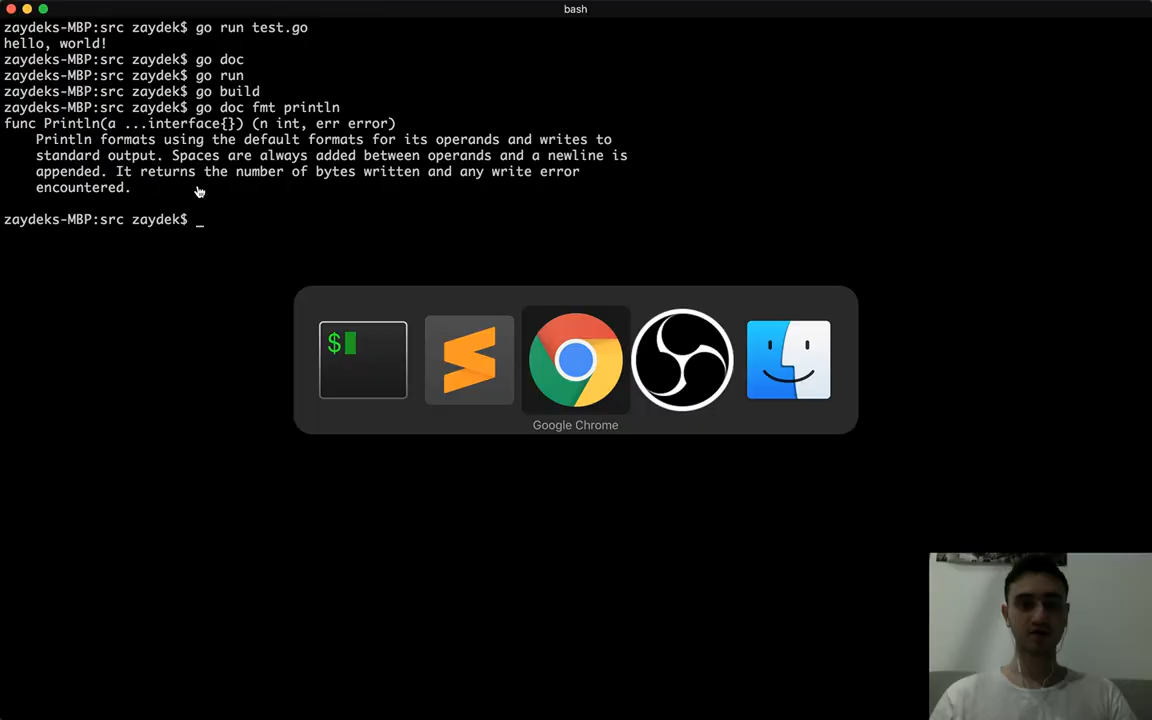 bash
zaydeks-MBP:src zaydek$ go run test.go
hello, world!
zaydeks-MBP:src zaydek$ go doc
zaydeks-MBP:src zaydek$ go run
zaydeks-MBP:src zaydek$ go build
zaydeks-MBP:src zaydek$ go doc fmt println
func Println(a ...interface{}) (n int, err error)
Println formats using the default formats for its operands and writes to
standard output. Spaces are always added between operands and a newline is
appended. It returns the number of bytes written and any write error
encountered.
zaydeks-MBP:src zaydek$ _
$
Google Chrome